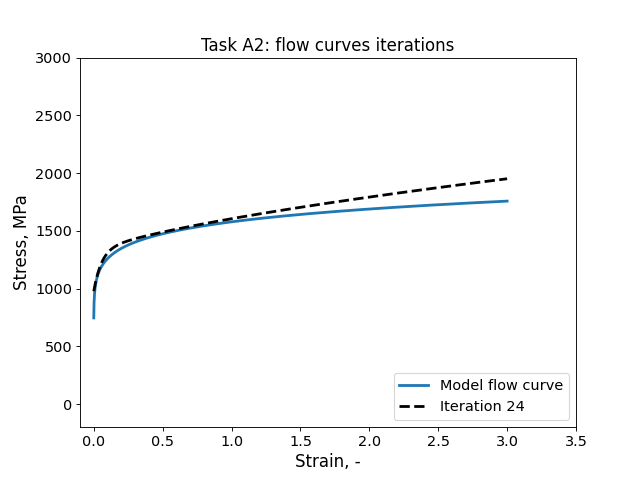 Task A2: flow curves iterations
3000
2500
2000
1500
1000
500
0
Stress, MPa
0.0 0.5 1.0 1.5 2.0 2.5 3.0 3.5
Strain, -
Model flow curve
Iteration 24